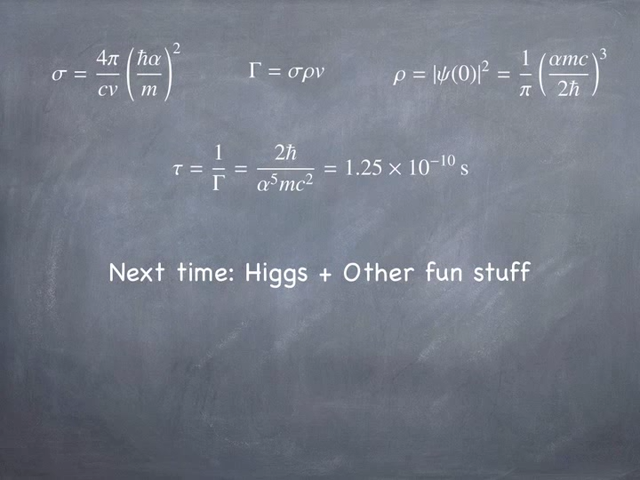 σ = 4π/cv (ħα/m)² Γ = σρv ρ = |ψ(0)|² = 1/π (αmc/2ħ)³
τ = 1/Γ = 2ħ/α⁵mc² = 1.25 × 10⁻¹⁰ s
Next time: Higgs + Other fun stuff